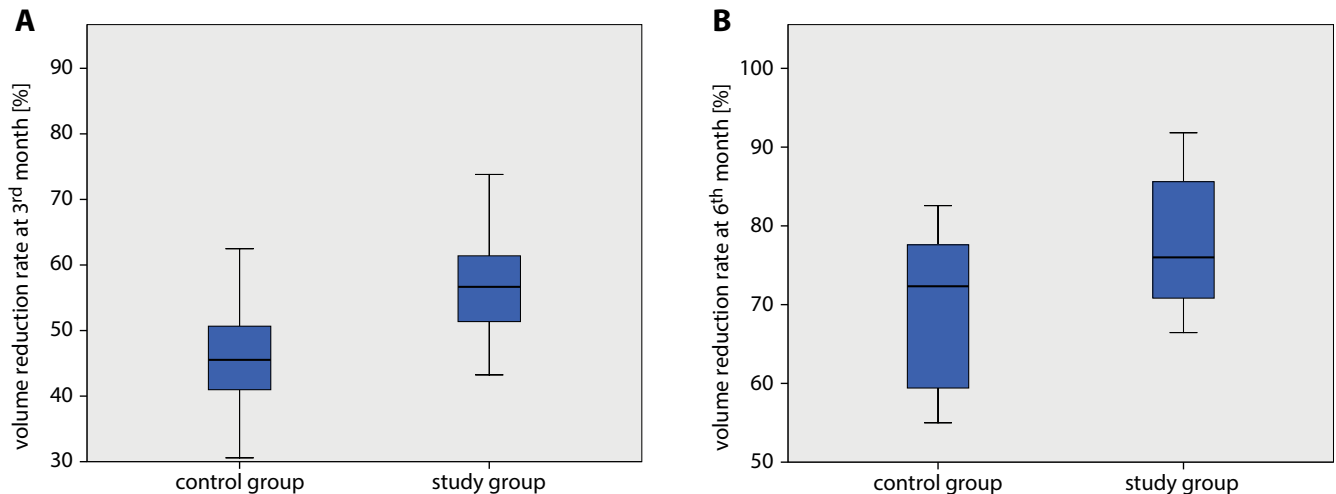 A
volume reduction rate at 3rd month [%]
90
80
70
60
50
40
30
control group study group
B
volume reduction rate at 6th month [%]
100
90
80
70
60
50
control group study group